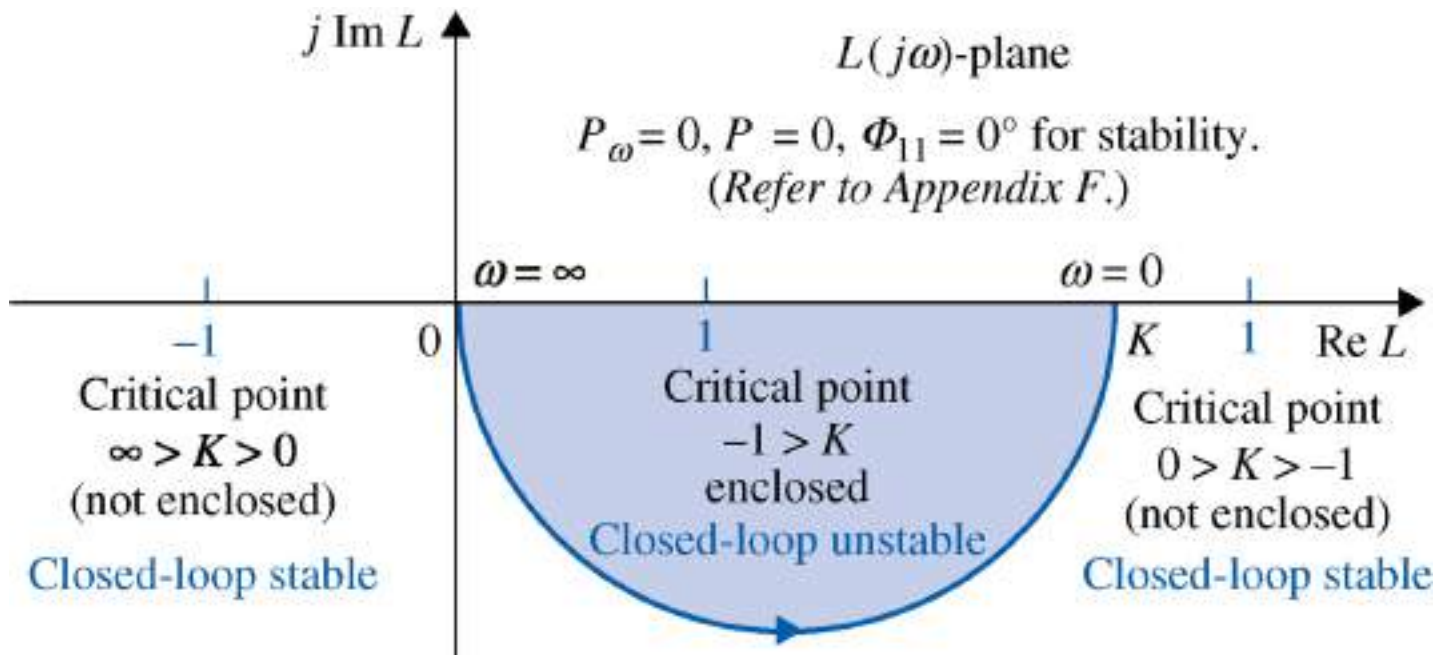 j Im L
L(jω)-plane
P_ω = 0, P = 0, Φ_11 = 0° for stability.
(Refer to Appendix F.)
ω = ∞
ω = 0
−1
0
1
K
1
Re L
Critical point
∞ > K > 0
(not enclosed)
Closed-loop stable
Critical point
−1 > K
enclosed
Closed-loop unstable
Critical point
0 > K > −1
(not enclosed)
Closed-loop stable